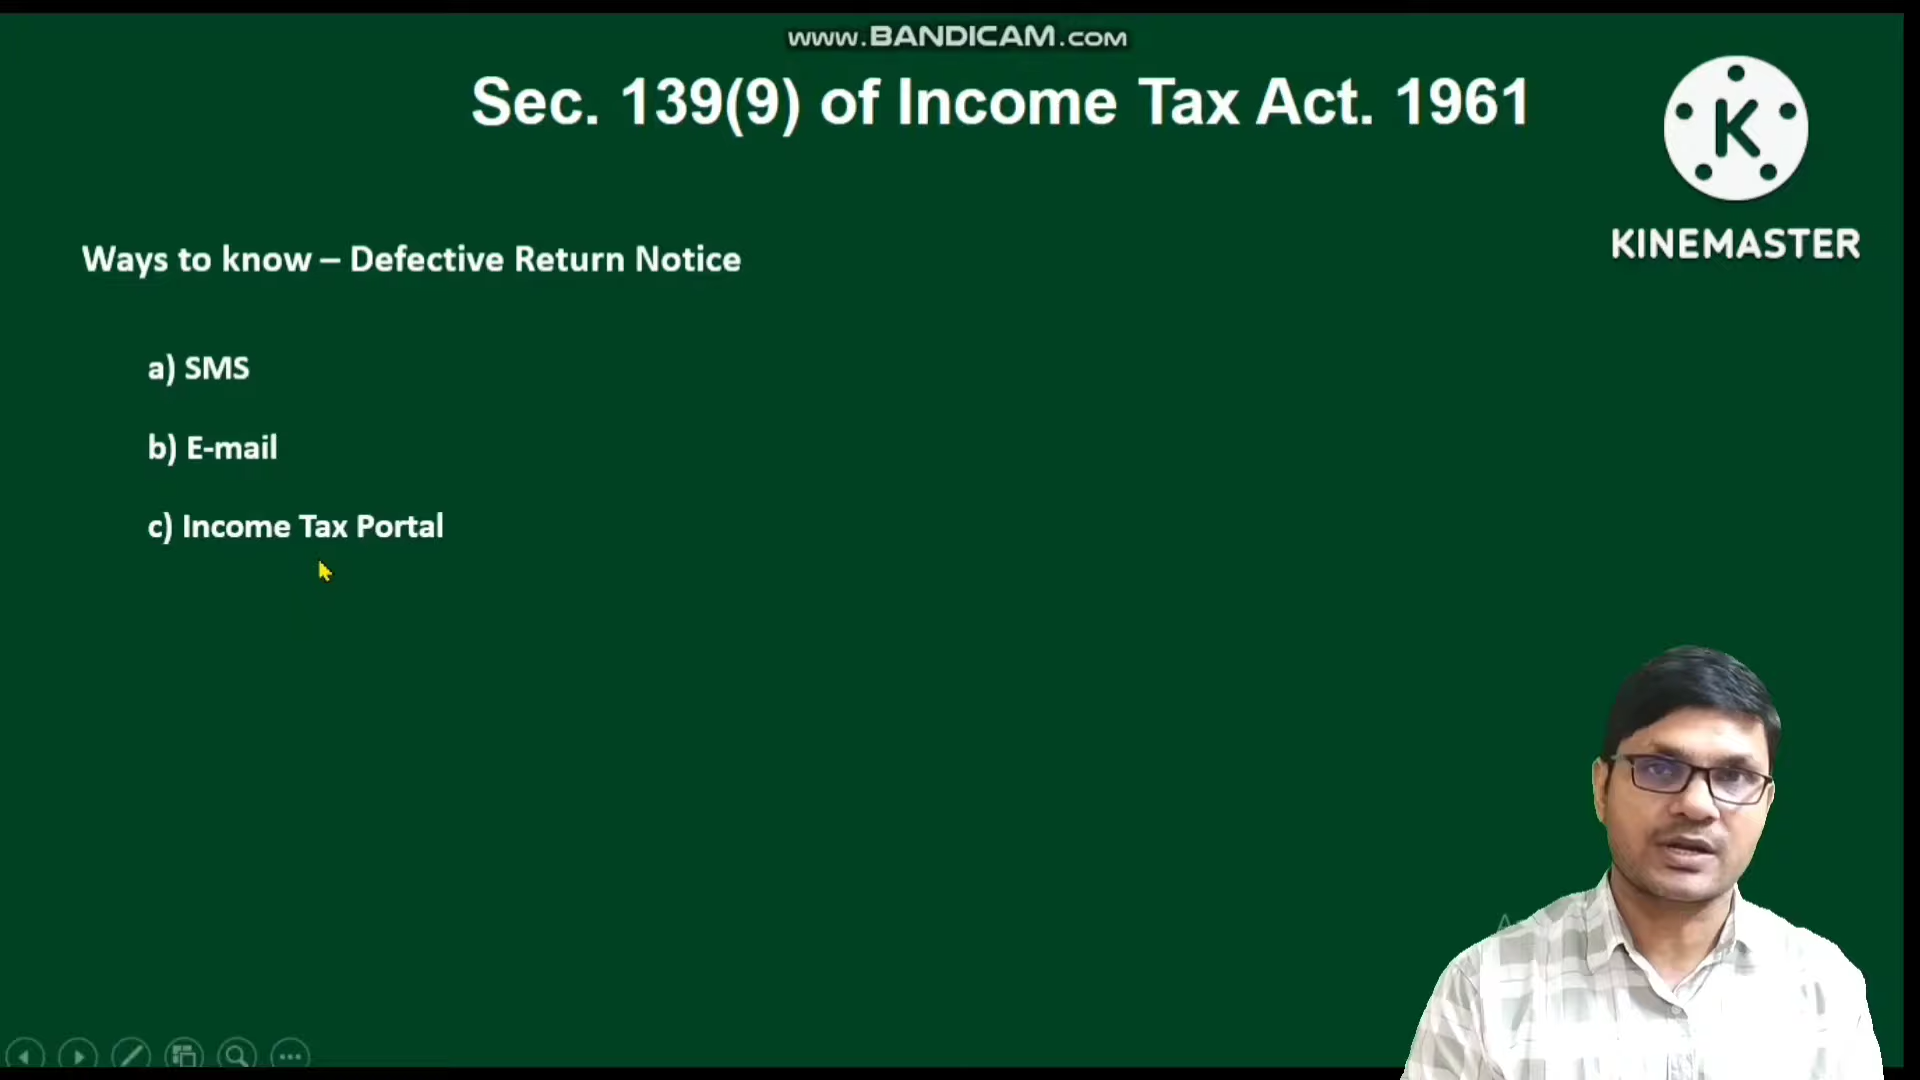 www.BANDICAM.com
Sec. 139(9) of Income Tax Act. 1961
K
KINEMASTER
Ways to know – Defective Return Notice
a) SMS
b) E-mail
c) Income Tax Portal